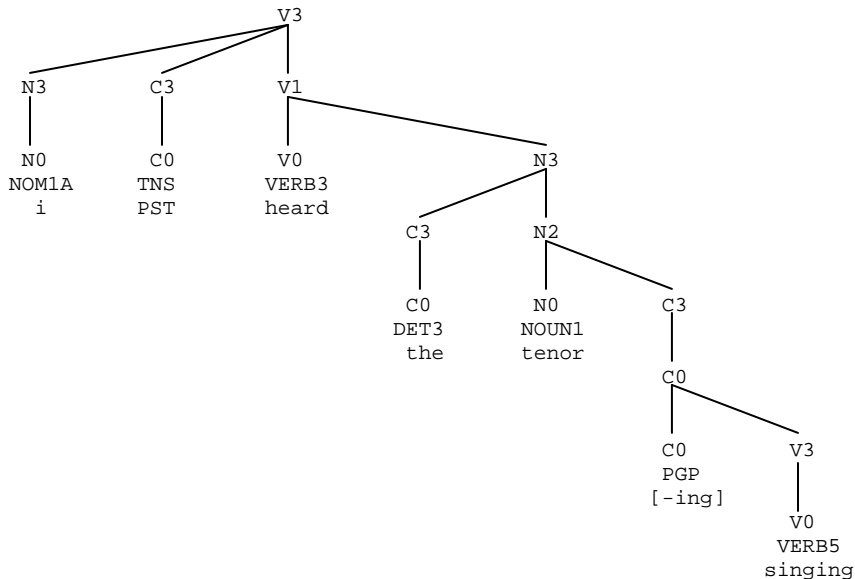 V3
N3 C3 V1
N0 C0 V0 N3
NOM1A TNS VERB3
i PST heard
C3 N2
C0 N0 C3
DET3 NOUN1
the tenor
C0
C0 V3
PGP
[-ing]
V0
VERB5
singing